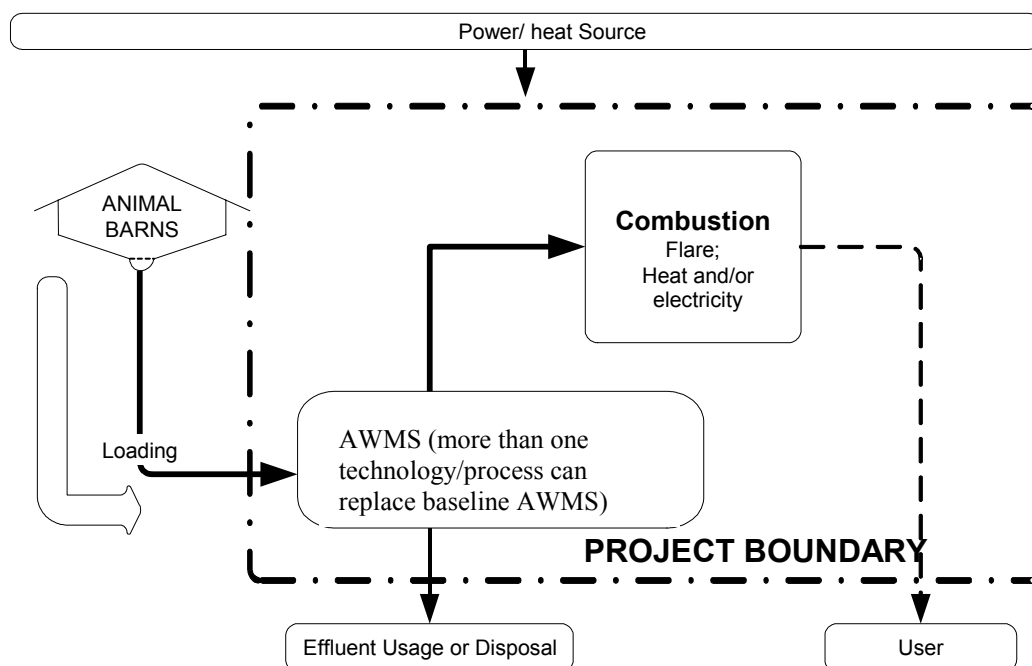 Power/ heat Source
ANIMAL
BARNS
Combustion
Flare;
Heat and/or
electricity
Loading
AWMS (more than one
technology/process can
replace baseline AWMS)
PROJECT BOUNDARY
Effluent Usage or Disposal
User